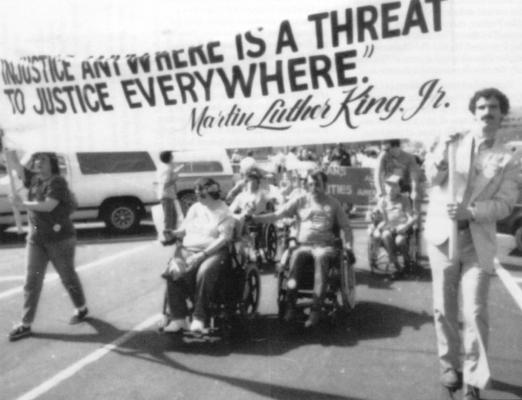 INJUSTICE ANYWHERE IS A THREAT
TO JUSTICE EVERYWHERE."
Martin Luther King, Jr.